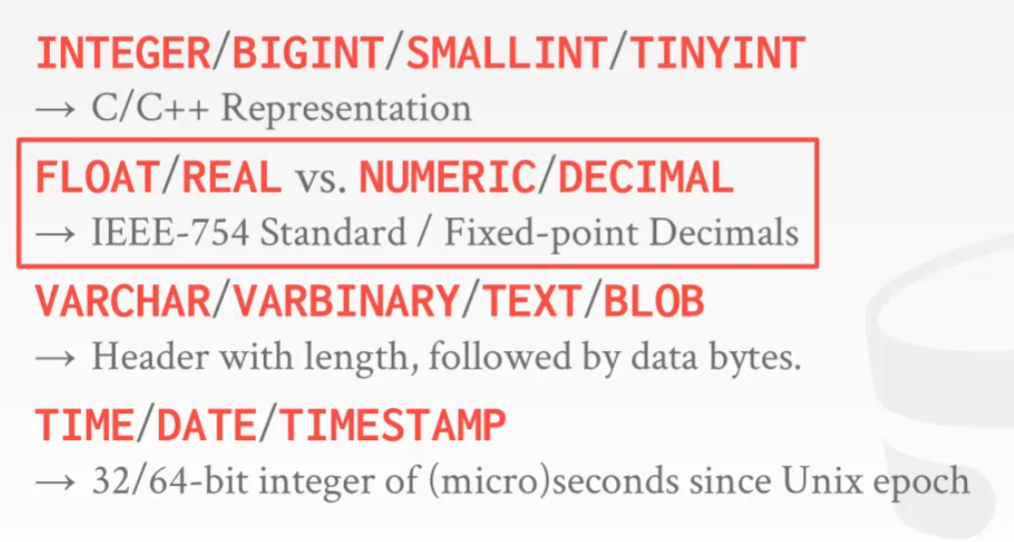 INTEGER/BIGINT/SMALLINT/TINYINT
→ C/C++ Representation
FLOAT/REAL vs. NUMERIC/DECIMAL
→ IEEE-754 Standard / Fixed-point Decimals
VARCHAR/VARBINARY/TEXT/BLOB
→ Header with length, followed by data bytes.
TIME/DATE/TIMESTAMP
→ 32/64-bit integer of (micro)seconds since Unix epoch